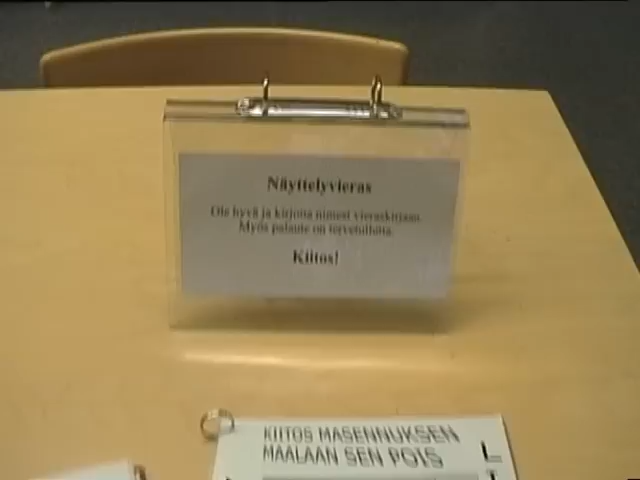 Näyttelyvieras
Ole hyvä ja kirjoita nimesi vieraskirjaan.
Myös palaute on tervetullutta.
Kiitos!
KIITOS MASENNUKSEN
MAALAAN SEN POIS